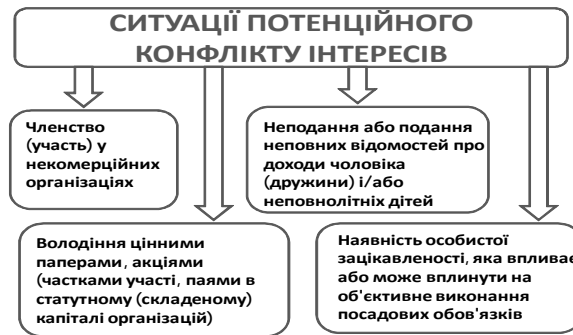 СИТУАЦІЇ ПОТЕНЦІЙНОГО
КОНФЛІКТУ ІНТЕРЕСІВ
Членство
(участь) у
некомерційних
організаціях
Неподання або подання
неповних відомостей про
доходи чоловіка
(дружини) і/або
неповнолітніх дітей
Володіння цінними
паперами, акціями
(частками участі, паями в
статутному (складеному)
капіталі організацій)
Наявність особистої
зацікавленості, яка впливає
або може вплинути на
об'єктивне виконання
посадових обов'язків